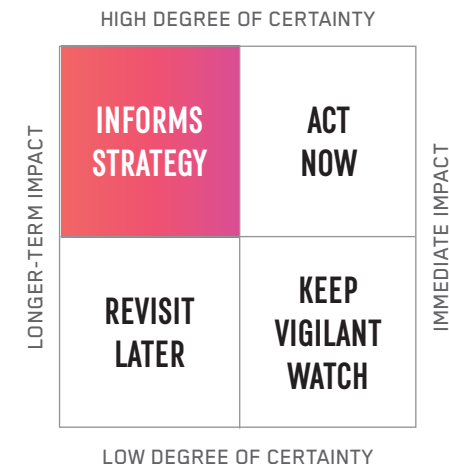 HIGH DEGREE OF CERTAINTY
LONGER-TERM IMPACT
INFORMS
STRATEGY
ACT
NOW
IMMEDIATE IMPACT
REVISIT
LATER
KEEP
VIGILANT
WATCH
LOW DEGREE OF CERTAINTY